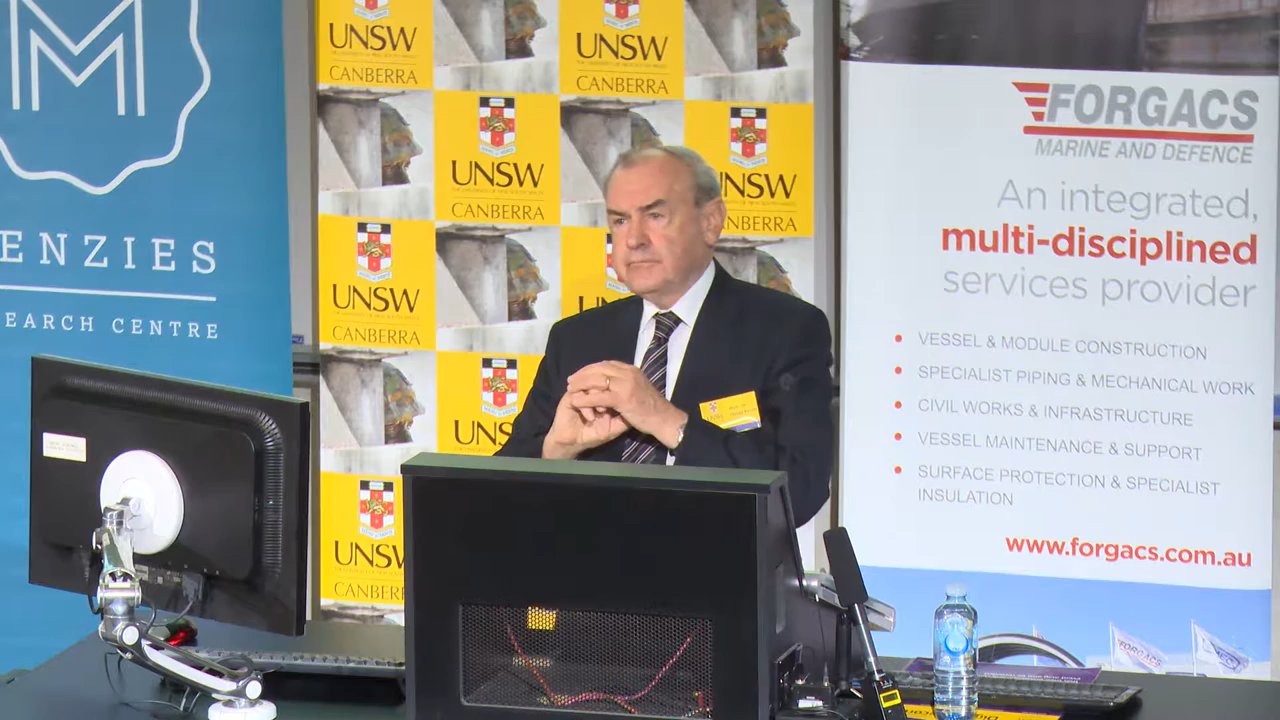 M
ENZIES
EARCH CENTRE
UNSW
CANBERRA
UNSW
CANBERRA
UNSW
CANBERRA
UNSW
CANBERRA
UNSW
CANBERRA
UNS
UNSW
CANBERRA
FORGACS
MARINE AND DEFENCE
An integrated,
multi-disciplined
services provider
VESSEL & MODULE CONSTRUCTION
SPECIALIST PIPING & MECHANICAL WORK
CIVIL WORKS & INFRASTRUCTURE
VESSEL MAINTENANCE & SUPPORT
SURFACE PROTECTION & SPECIALIST
INSULATION
www.forgacs.com.au
FORGACS